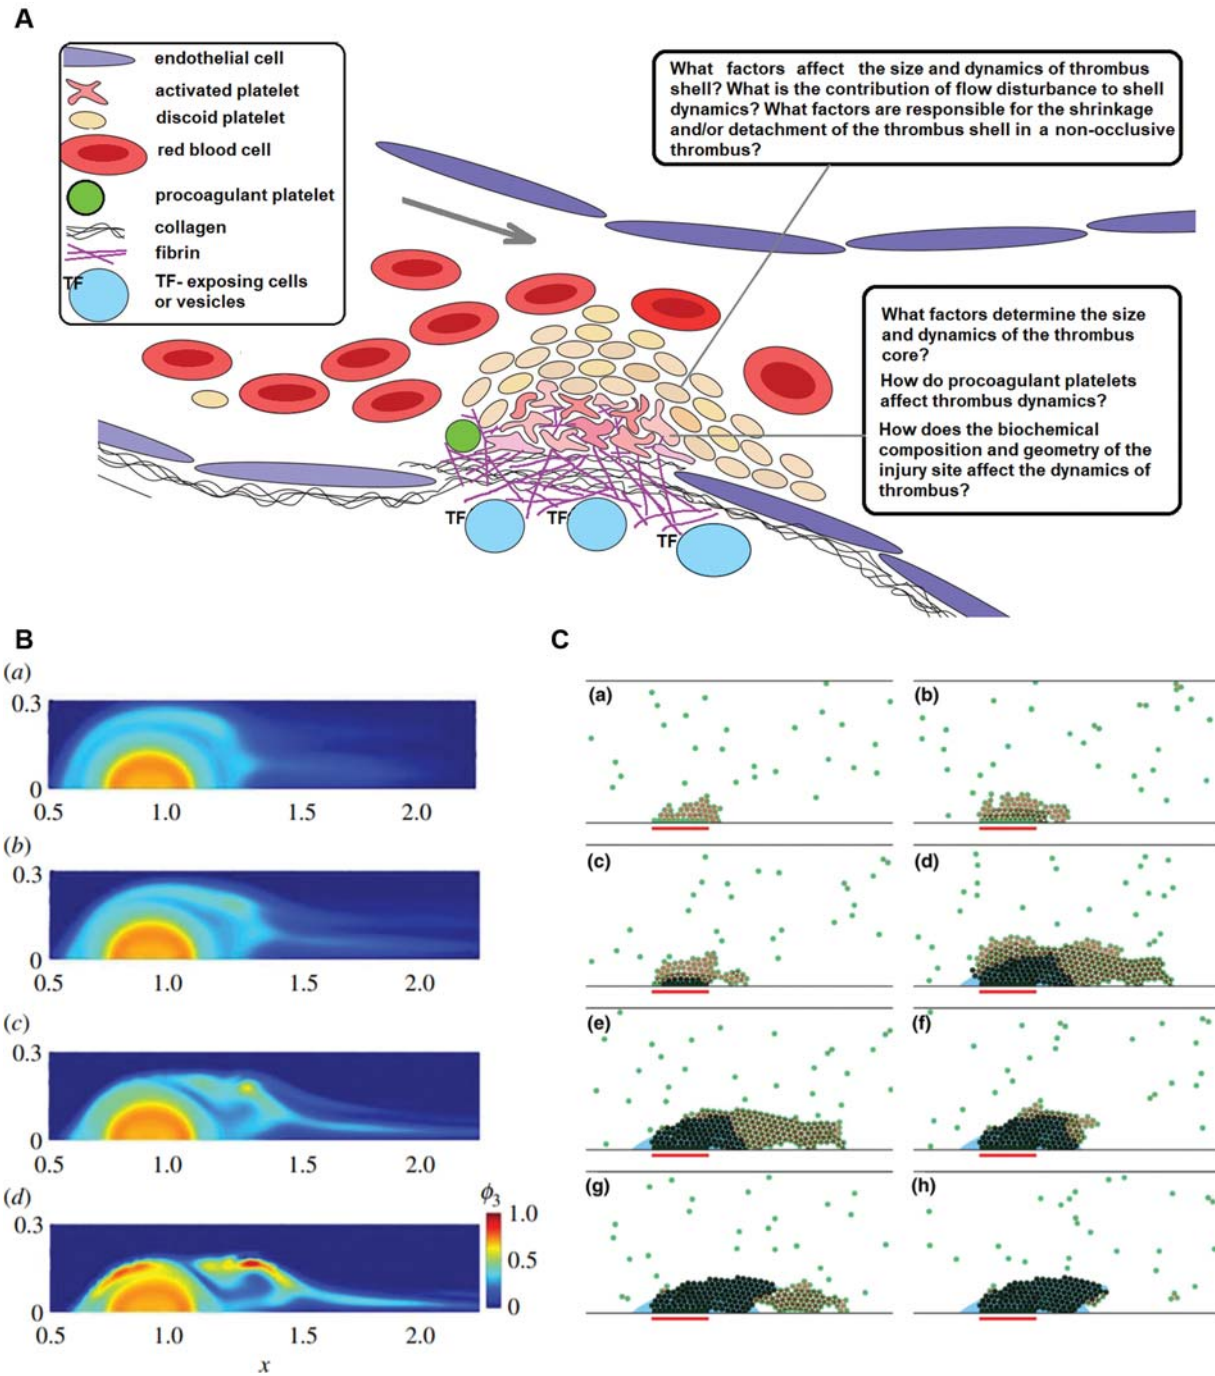 A
endothelial cell
activated platelet
discoid platelet
red blood cell
procoagulant platelet
collagen
fibrin
TF
TF- exposing cells
or vesicles
What factors affect the size and dynamics of thrombus
shell? What is the contribution of flow disturbance to shell
dynamics? What factors are responsible for the shrinkage
and/or detachment of the thrombus shell in a non-occlusive
thrombus?
What factors determine the size
and dynamics of the thrombus
core?
How do procoagulant platelets
affect thrombus dynamics?
How does the biochemical
composition and geometry of the
injury site affect the dynamics of
thrombus?
TF
TF
TF
B
(a)
0.3
0
0.5 1.0 1.5 2.0
(b)
0.3
0
0.5 1.0 1.5 2.0
(c)
0.3
0
0.5 1.0 1.5 2.0
(d)
0.3
0
0.5 1.0 1.5 2.0
x
ϕ3
1.0
0.5
0
C
(a)
(b)
(c)
(d)
(e)
(f)
(g)
(h)